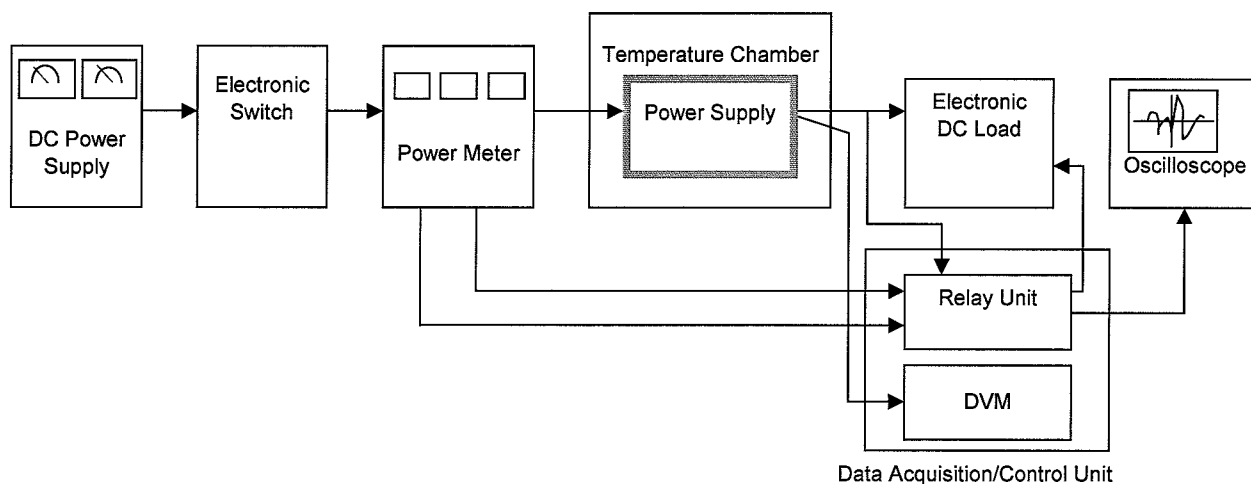 DC Power
Supply
Electronic
Switch
Power Meter
Temperature Chamber
Power Supply
Electronic
DC Load
Oscilloscope
Relay Unit
DVM
Data Acquisition/Control Unit